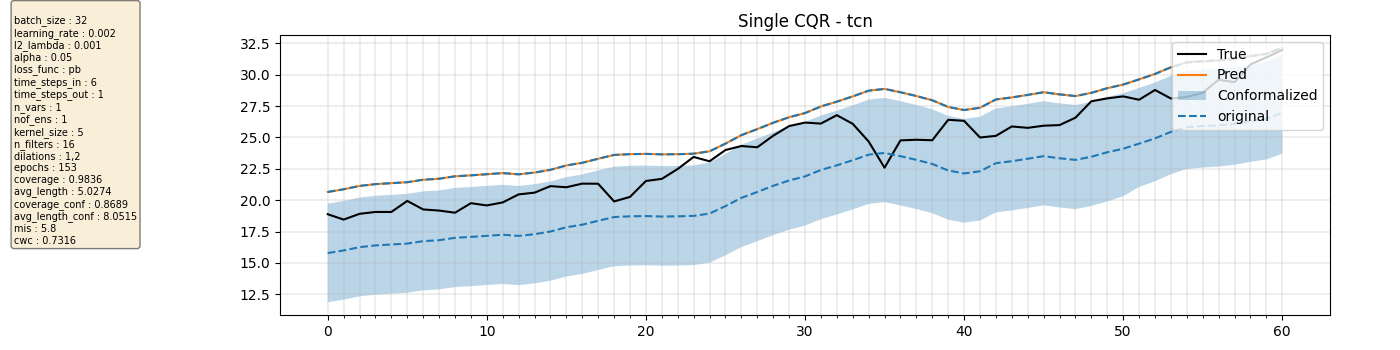 batch_size : 32
learning_rate : 0.002
l2_lambda : 0.001
alpha : 0.05
loss_func : pb
time_steps_in : 6
time_steps_out : 1
n_vars : 1
nof_ens : 1
kernel_size : 5
n_filters : 16
dilations : 1,2
epochs : 153
coverage : 0.9836
avg_length : 5.0274
coverage_conf : 0.8689
avg_length_conf : 8.0515
mis : 5.8
cwc : 0.7316
Single CQR - tcn
32.5
30.0
27.5
25.0
22.5
20.0
17.5
15.0
12.5
True
Pred
Conformalized
original
0 10 20 30 40 50 60